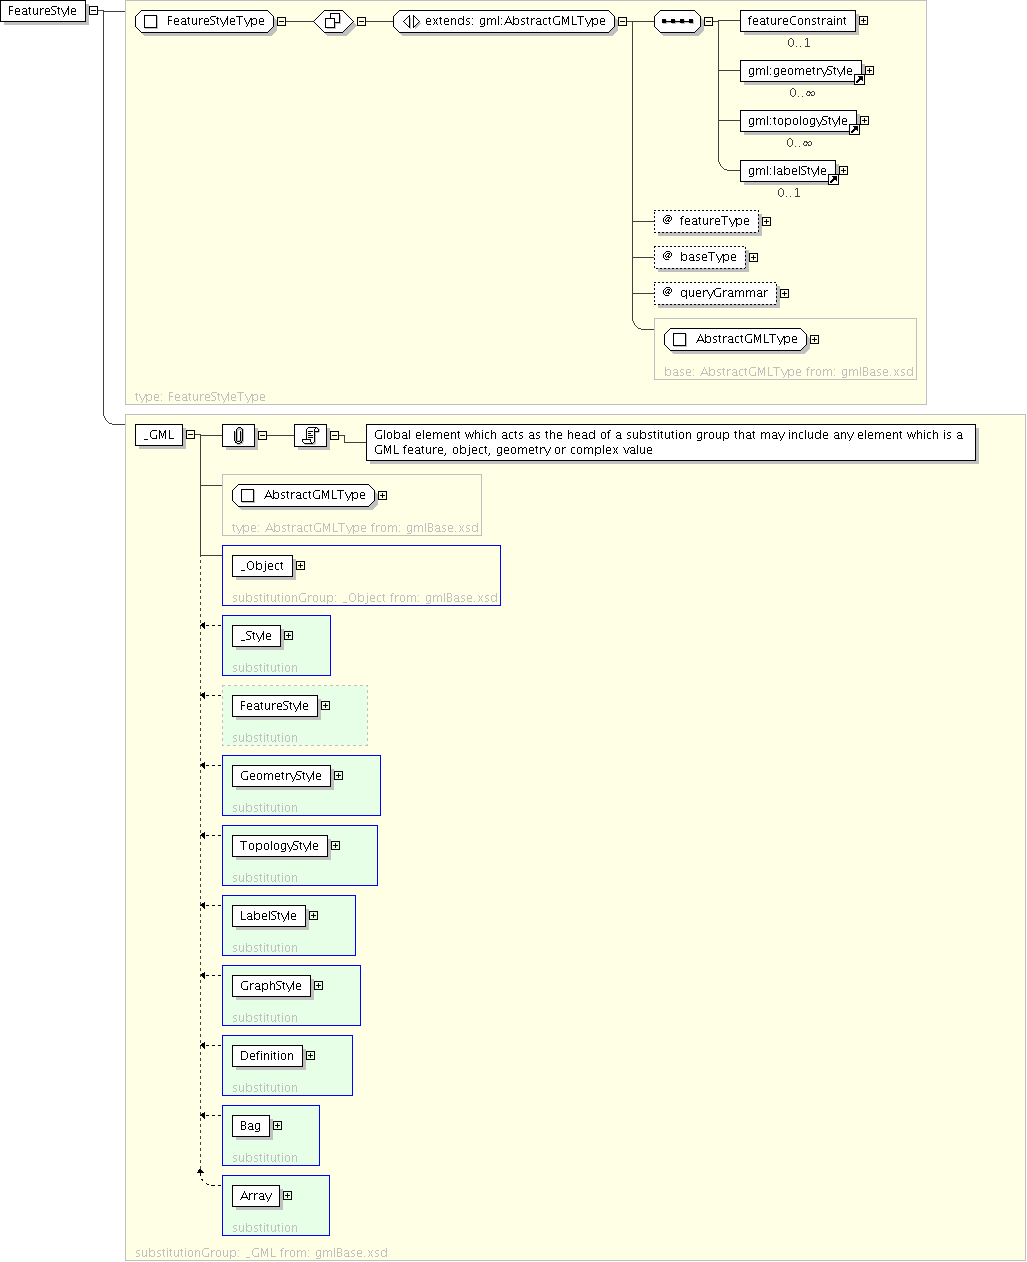 FeatureStyle
FeatureStyleType
extends: gml:AbstractGMLType
featureConstraint
0..1
gml:geometryStyle
0..∞
gml:topologyStyle
0..∞
gml:labelStyle
0..1
@ featureType
@ baseType
@ queryGrammar
AbstractGMLType
base: AbstractGMLType from: gmlBase.xsd
type: FeatureStyleType
_GML
Global element which acts as the head of a substitution group that may include any element which is a
GML feature, object, geometry or complex value
AbstractGMLType
type: AbstractGMLType from: gmlBase.xsd
_Object
substitutionGroup: _Object from: gmlBase.xsd
_Style
substitution
FeatureStyle
substitution
GeometryStyle
substitution
TopologyStyle
substitution
LabelStyle
substitution
GraphStyle
substitution
Definition
substitution
Bag
substitution
Array
substitution
substitutionGroup: _GML from: gmlBase.xsd